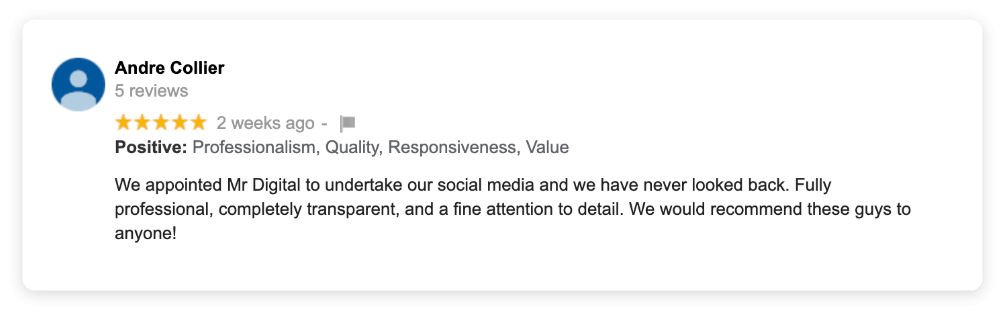 Andre Collier
5 reviews
2 weeks ago -
Positive: Professionalism, Quality, Responsiveness, Value
We appointed Mr Digital to undertake our social media and we have never looked back. Fully
professional, completely transparent, and a fine attention to detail. We would recommend these guys to
anyone!